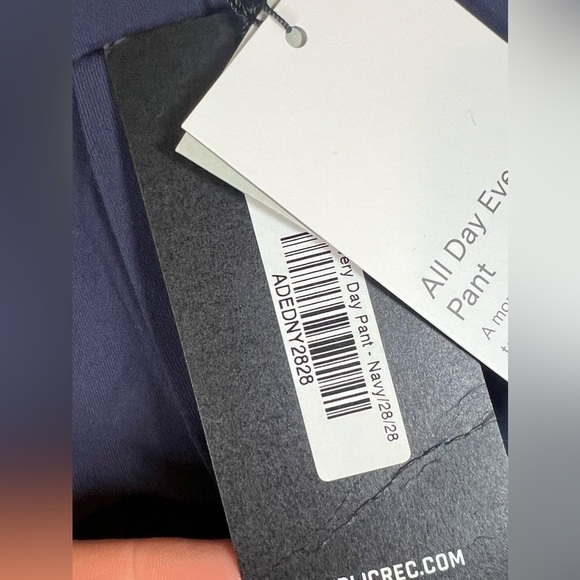 All Day Eve
Pant
A mo
ery Day Pant - Navy/28/28
ADEDNY2828
LICREC.COM